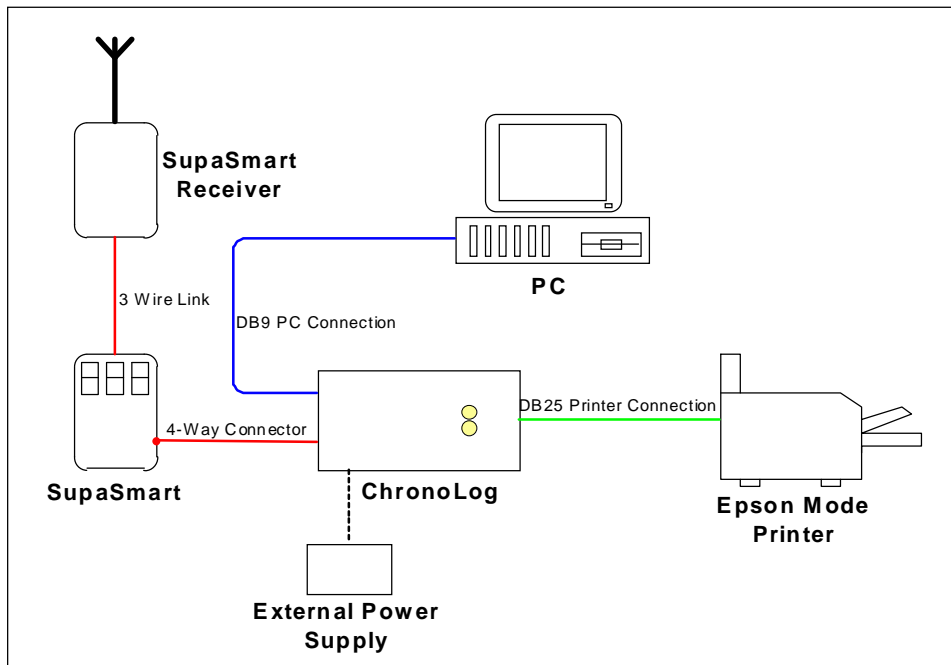 SupaSmart
Receiver
PC
3 Wire Link
DB9 PC Connection
DB25 Printer Connection
4-Way Connector
SupaSmart
ChronoLog
Epson Mode
Printer
External Power
Supply